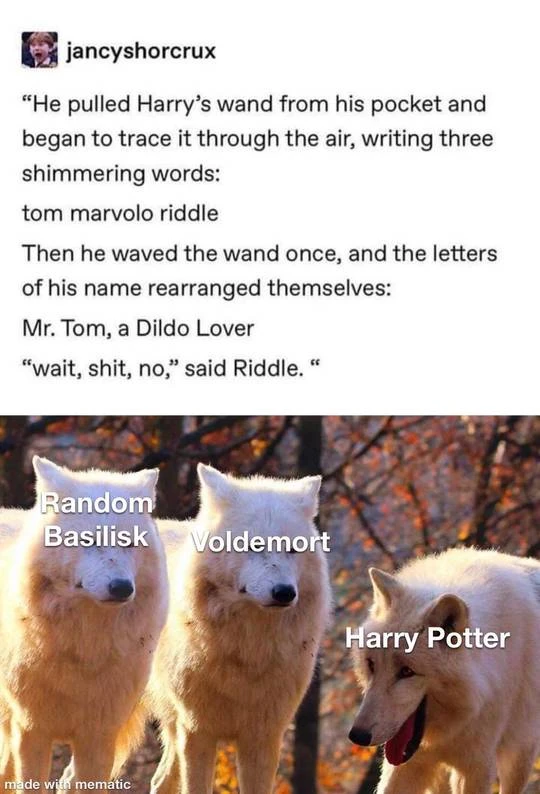 jancyshorcrux
“He pulled Harry’s wand from his pocket and
began to trace it through the air, writing three
shimmering words:
tom marvolo riddle
Then he waved the wand once, and the letters
of his name rearranged themselves:
Mr. Tom, a Dildo Lover
“wait, shit, no,” said Riddle. “
Random
Basilisk
Voldemort
Harry Potter
made with mematic